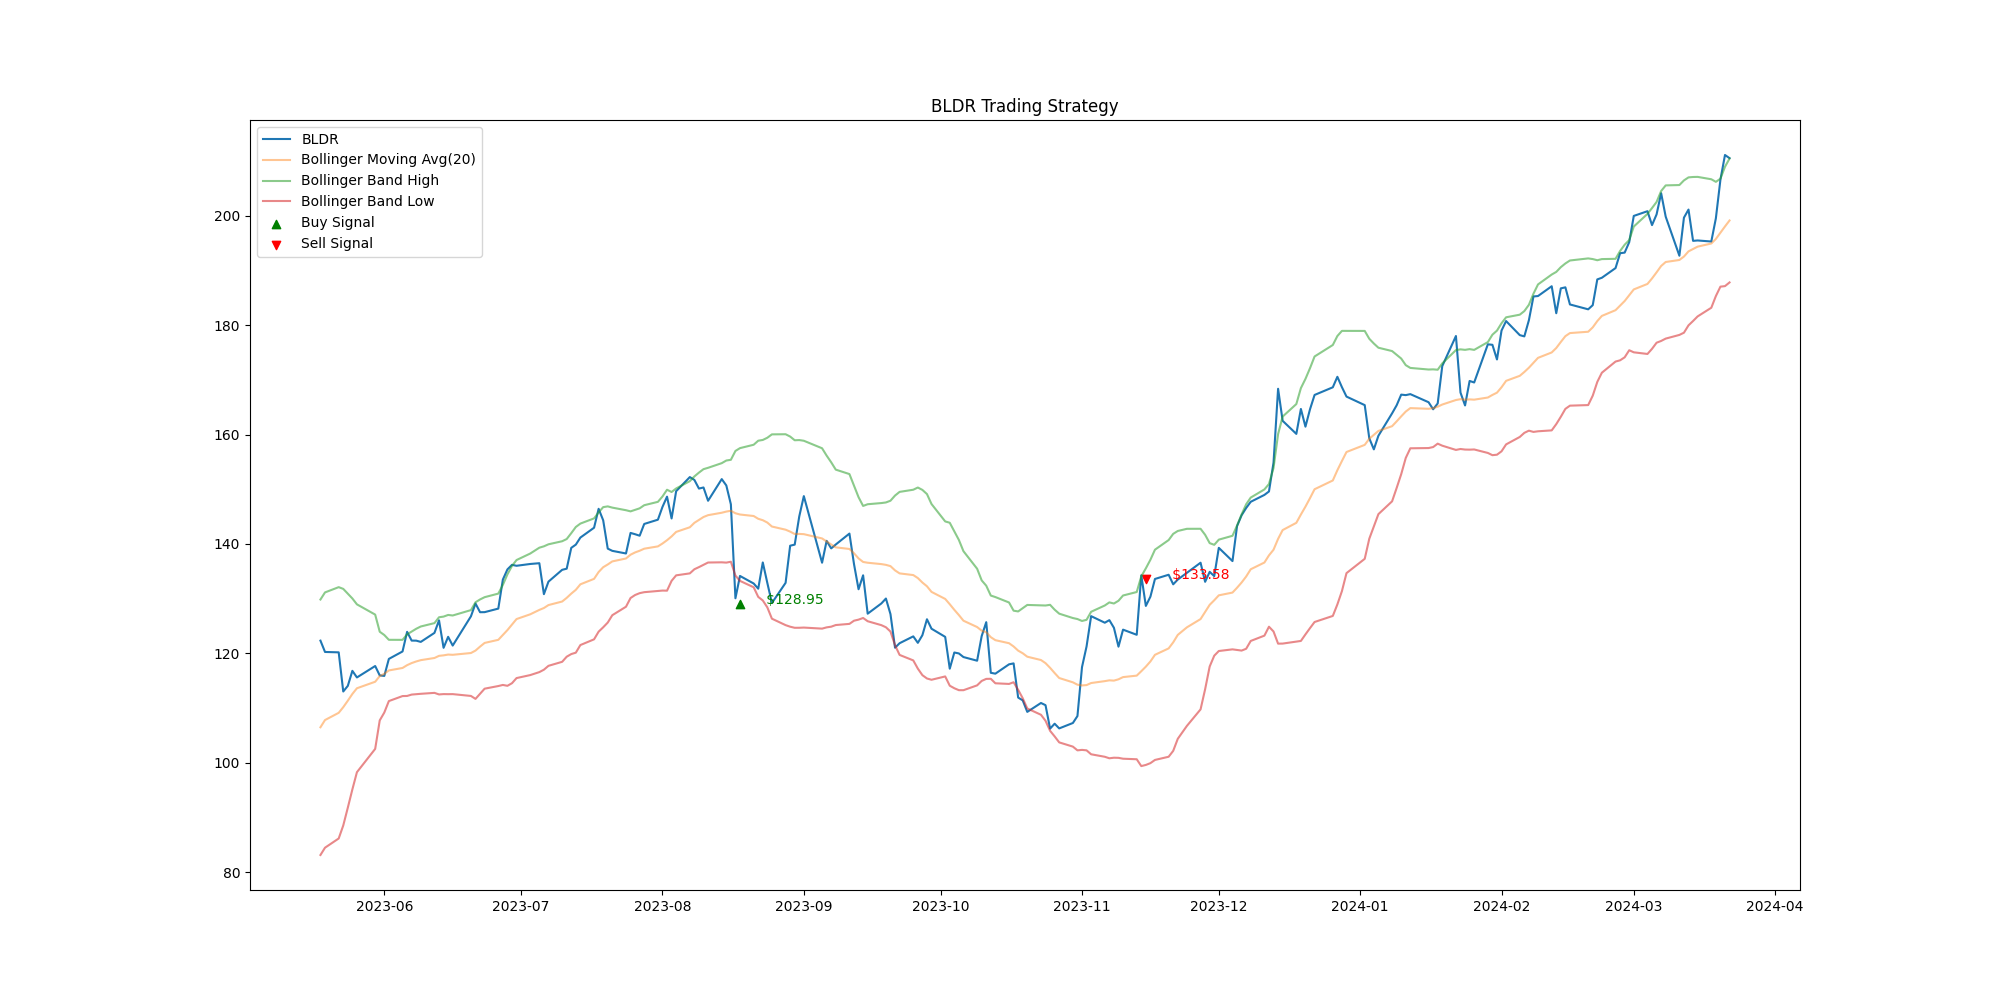 BLDR Trading Strategy
BLDR
Bollinger Moving Avg(20)
Bollinger Band High
Bollinger Band Low
Buy Signal
Sell Signal
200
180
160
140
120
100
80
$128.95
$133.58
2023-06
2023-07
2023-08
2023-09
2023-10
2023-11
2023-12
2024-01
2024-02
2024-03
2024-04